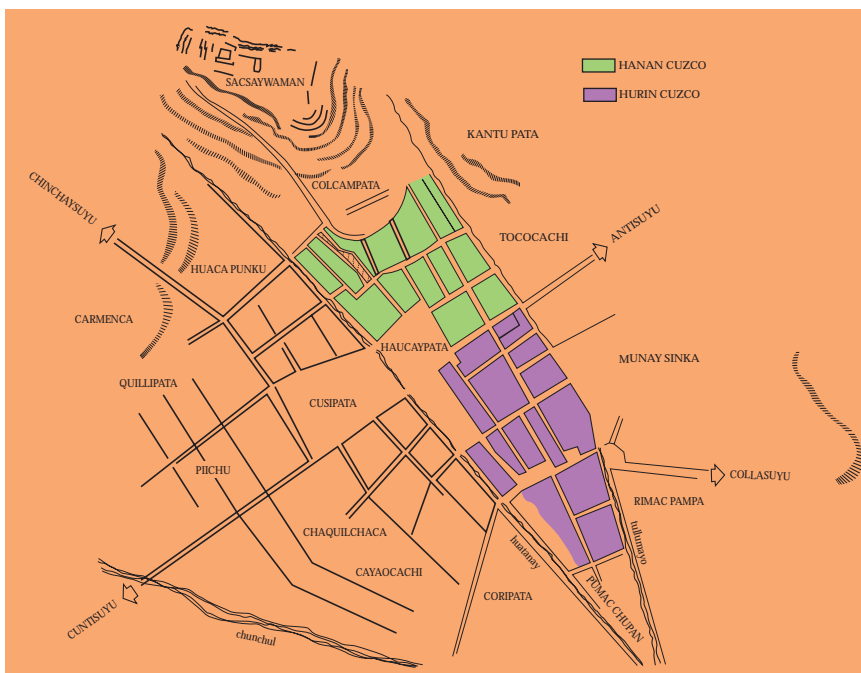 SACSAYWAMAN
HANAN CUZCO
HURIN CUZCO
KANTU PATA
COLCAMPATA
CHINCHAYSUYU
TOCOCACHI
ANTISUYU
HUACA PUNKU
CARMENCA
HAUCAYPATA
MUNAY SINKA
QUILLIPATA
CUSIPATA
PIICHU
COLLASUYU
RIMAC PAMPA
CHAQUILCHACA
huatanay
tullumayo
CAYAOCACHI
CORIPATA
PUMAC CHUPAN
CUNTISUYU
chunchul